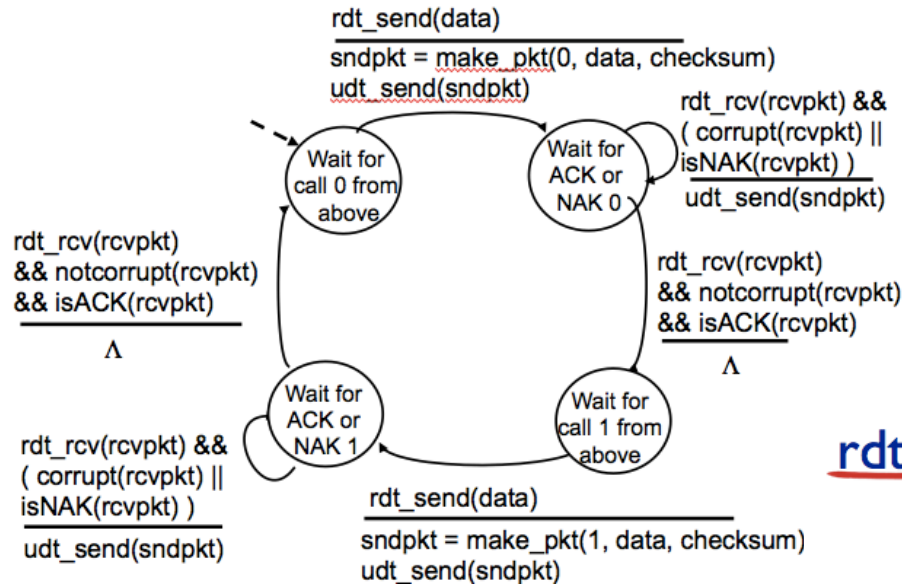 rdt_send(data)
sndpkt = make_pkt(0, data, checksum)
udt_send(sndpkt)
rdt_rcv(rcvpkt) &&
( corrupt(rcvpkt) ||
isNAK(rcvpkt) )
udt_send(sndpkt)
Wait for
call 0 from
above
Wait for
ACK or
NAK 0
rdt_rcv(rcvpkt)
&& notcorrupt(rcvpkt)
&& isACK(rcvpkt)
Λ
rdt_rcv(rcvpkt)
&& notcorrupt(rcvpkt)
&& isACK(rcvpkt)
Λ
Wait for
ACK or
NAK 1
Wait for
call 1 from
above
rdt_rcv(rcvpkt) &&
( corrupt(rcvpkt) ||
isNAK(rcvpkt) )
udt_send(sndpkt)
rdt_send(data)
sndpkt = make_pkt(1, data, checksum)
udt_send(sndpkt)
rdt